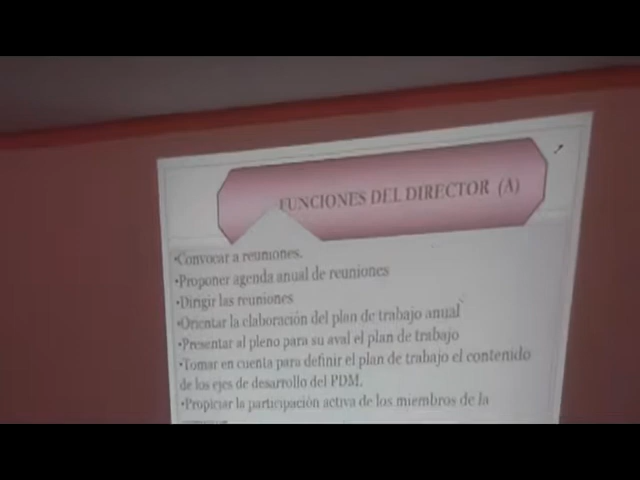 FUNCIONES DEL DIRECTOR (A)
•Convocar a reuniones.
•Proponer agenda anual de reuniones
•Dirigir las reuniones
•Orientar la elaboración del plan de trabajo anual
•Presentar al pleno para su aval el plan de trabajo
•Tomar en cuenta para definir el plan de trabajo el contenido
de los ejes de desarrollo del PDM.
•Propiciar la participación activa de los miembros de la